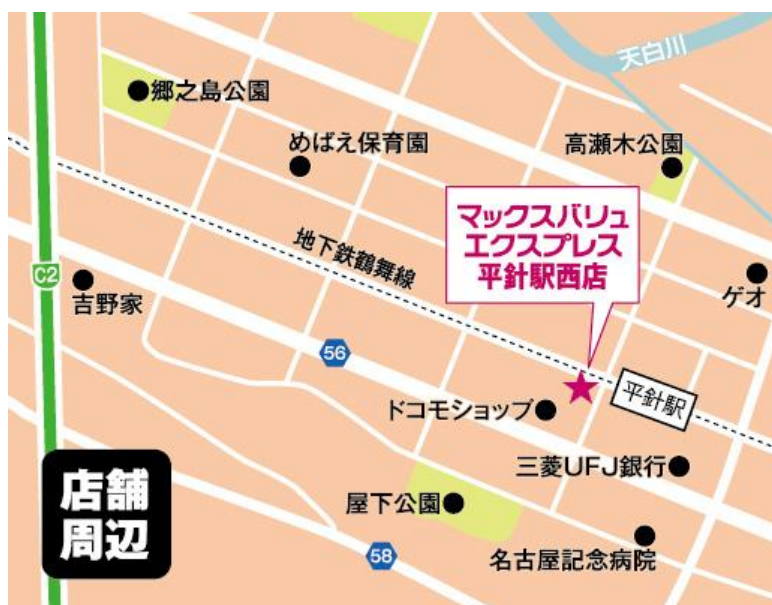 天白川
郷之島公園
めばえ保育園
高瀬木公園
マックスバリュ
エクスプレス
平針駅西店
地下鉄鶴舞線
C2
吉野家
ゲオ
56
平針駅
ドコモショップ
三菱UFJ銀行
店舗
周辺
屋下公園
58
名古屋記念病院